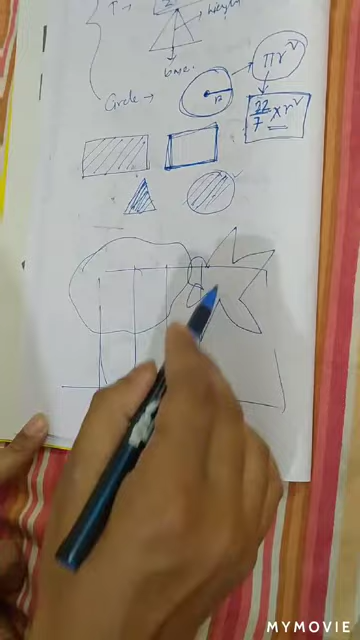 T →
Height
base.
Circle →
r
πr²
22/7 × r²
MYMOVIE